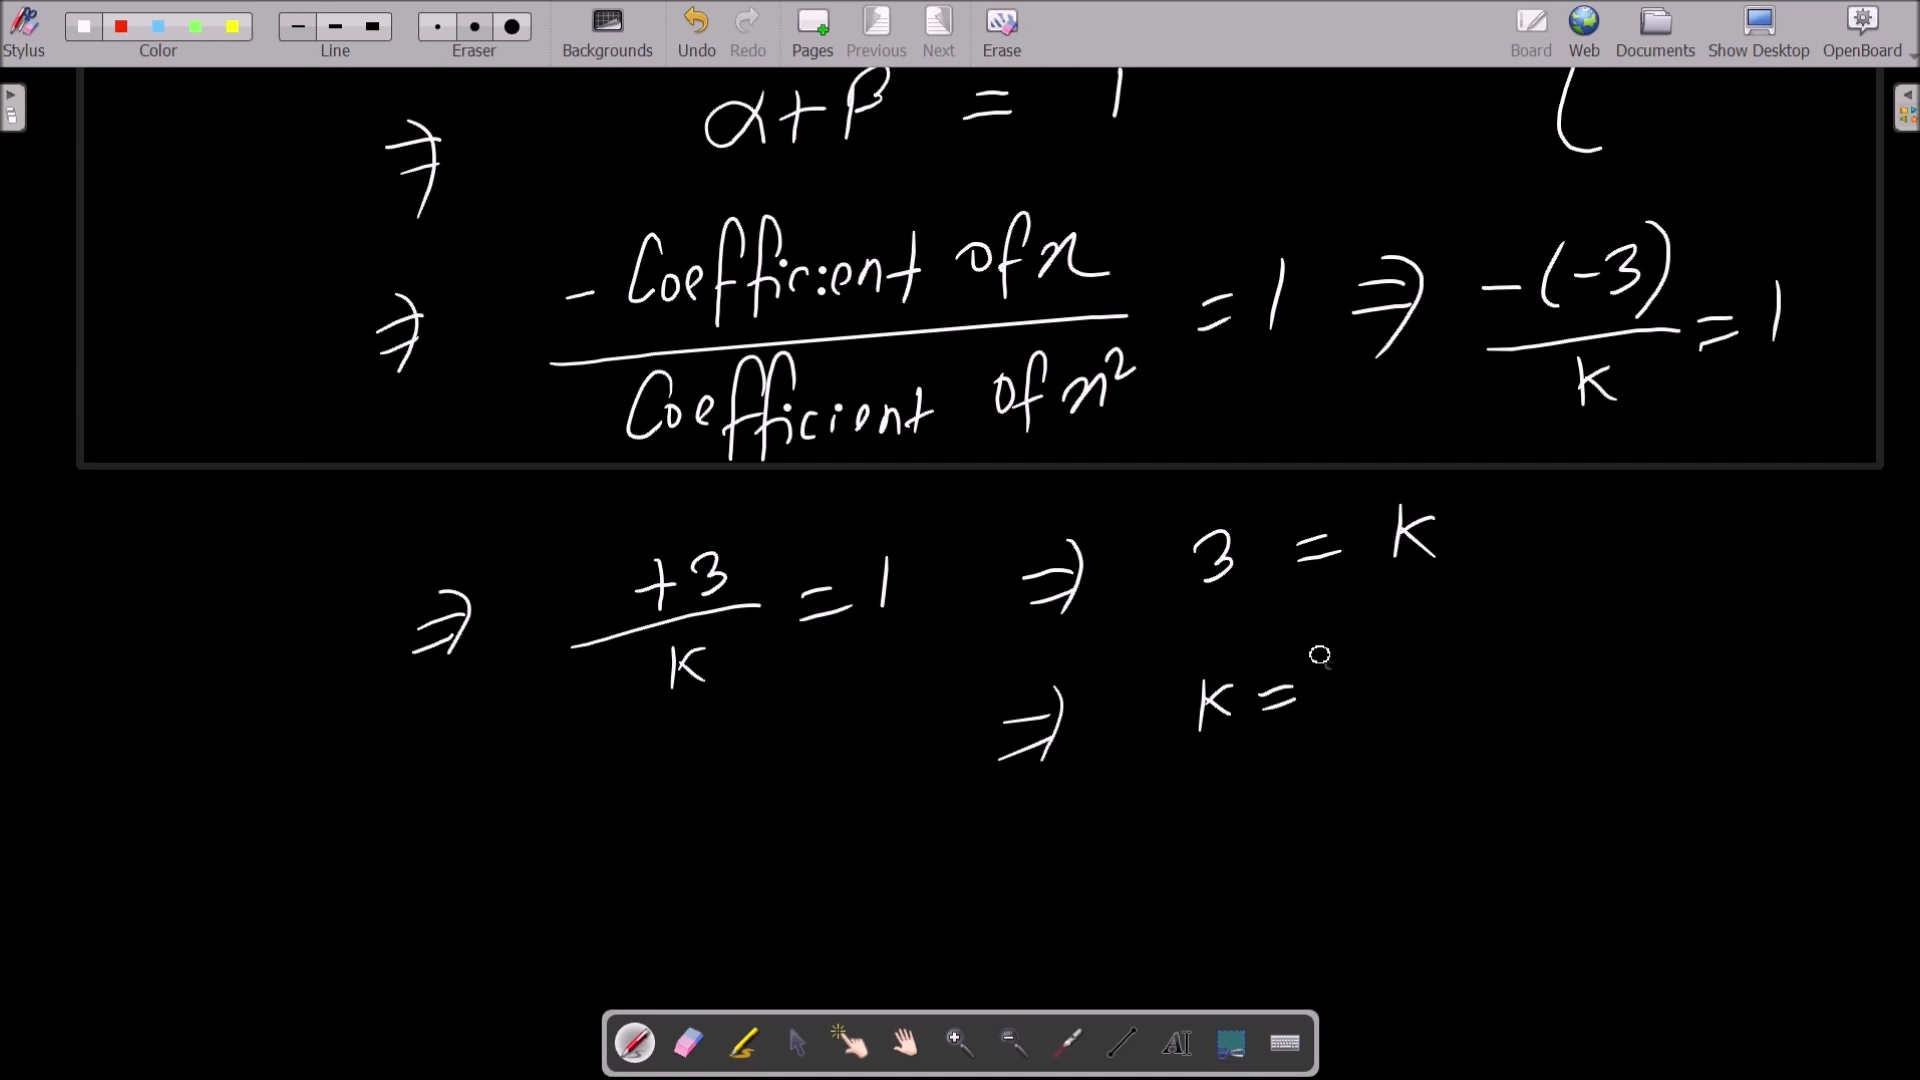 Stylus Color Line Eraser Backgrounds Undo Redo Pages Previous Next Erase Board Web Documents Show Desktop OpenBoard
⇒ α+β = 1 (
⇒ - Coefficient of x / Coefficient of x² = 1 ⇒ -(-3) / K = 1
⇒ +3 / K = 1 ⇒ 3 = K
⇒ K =
AI